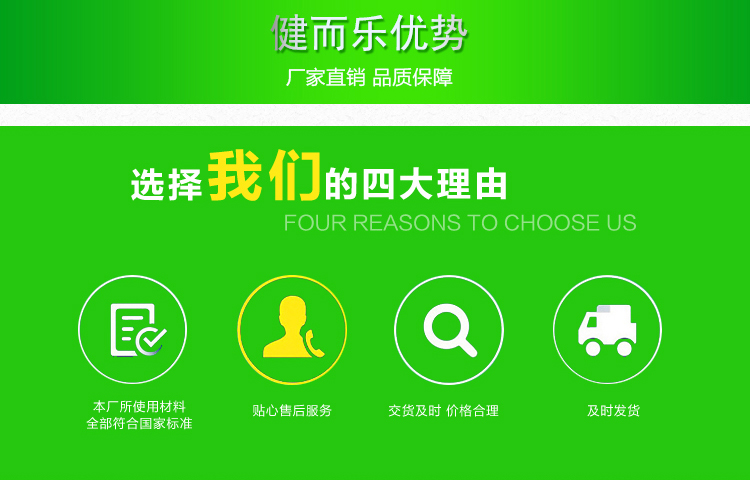 健而乐优势
厂家直销 品质保障
选择我们的四大理由
FOUR REASONS TO CHOOSE US
本厂所使用材料
全部符合国家标准
贴心售后服务
交货及时 价格合理
及时发货